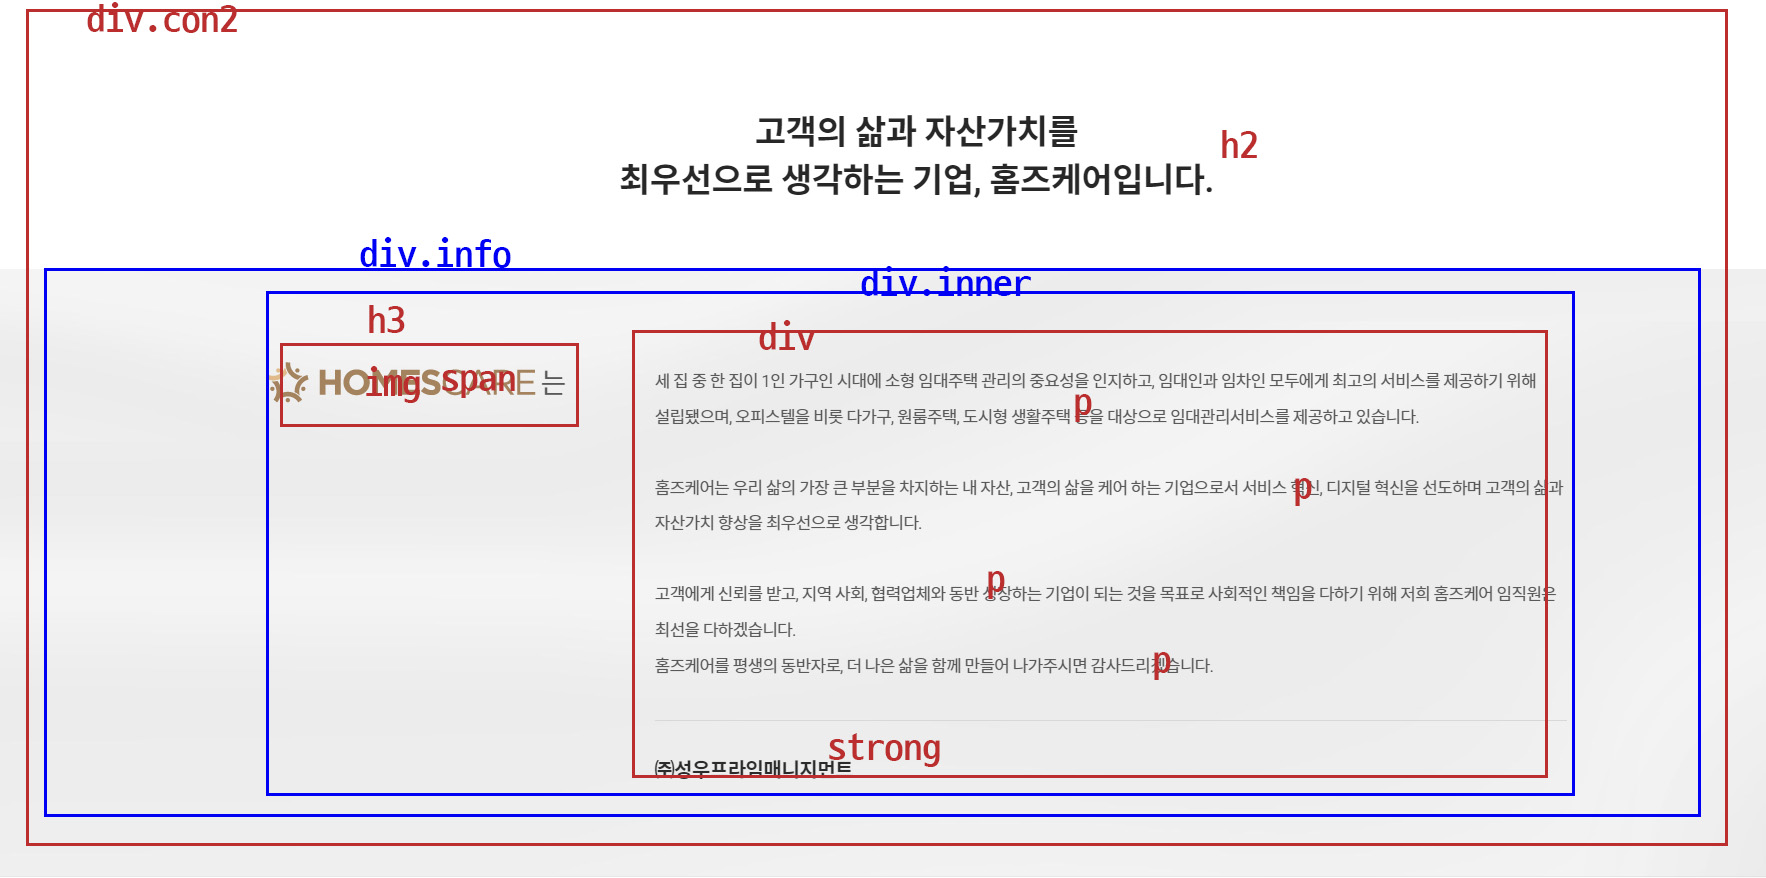 div.con2
고객의 삶과 자산가치를
h2
최우선으로 생각하는 기업, 홈즈케어입니다.
div.info
div.inner
h3
div
img span
HOMESCARE 는
세 집 중 한 집이 1인 가구인 시대에 소형 임대주택 관리의 중요성을 인지하고, 임대인과 임차인 모두에게 최고의 서비스를 제공하기 위해
p
설립됐으며, 오피스텔을 비롯 다가구, 원룸주택, 도시형 생활주택 등을 대상으로 임대관리서비스를 제공하고 있습니다.
홈즈케어는 우리 삶의 가장 큰 부분을 차지하는 내 자산, 고객의 삶을 케어 하는 기업으로서 서비스 혁신, 디지털 혁신을 선도하며 고객의 삶과
p
자산가치 향상을 최우선으로 생각합니다.
p
고객에게 신뢰를 받고, 지역 사회, 협력업체와 동반 성장하는 기업이 되는 것을 목표로 사회적인 책임을 다하기 위해 저희 홈즈케어 임직원은
최선을 다하겠습니다.
p
홈즈케어를 평생의 동반자로, 더 나은 삶을 함께 만들어 나가주시면 감사드리겠습니다.
strong
㈜성우프라임매니지먼트